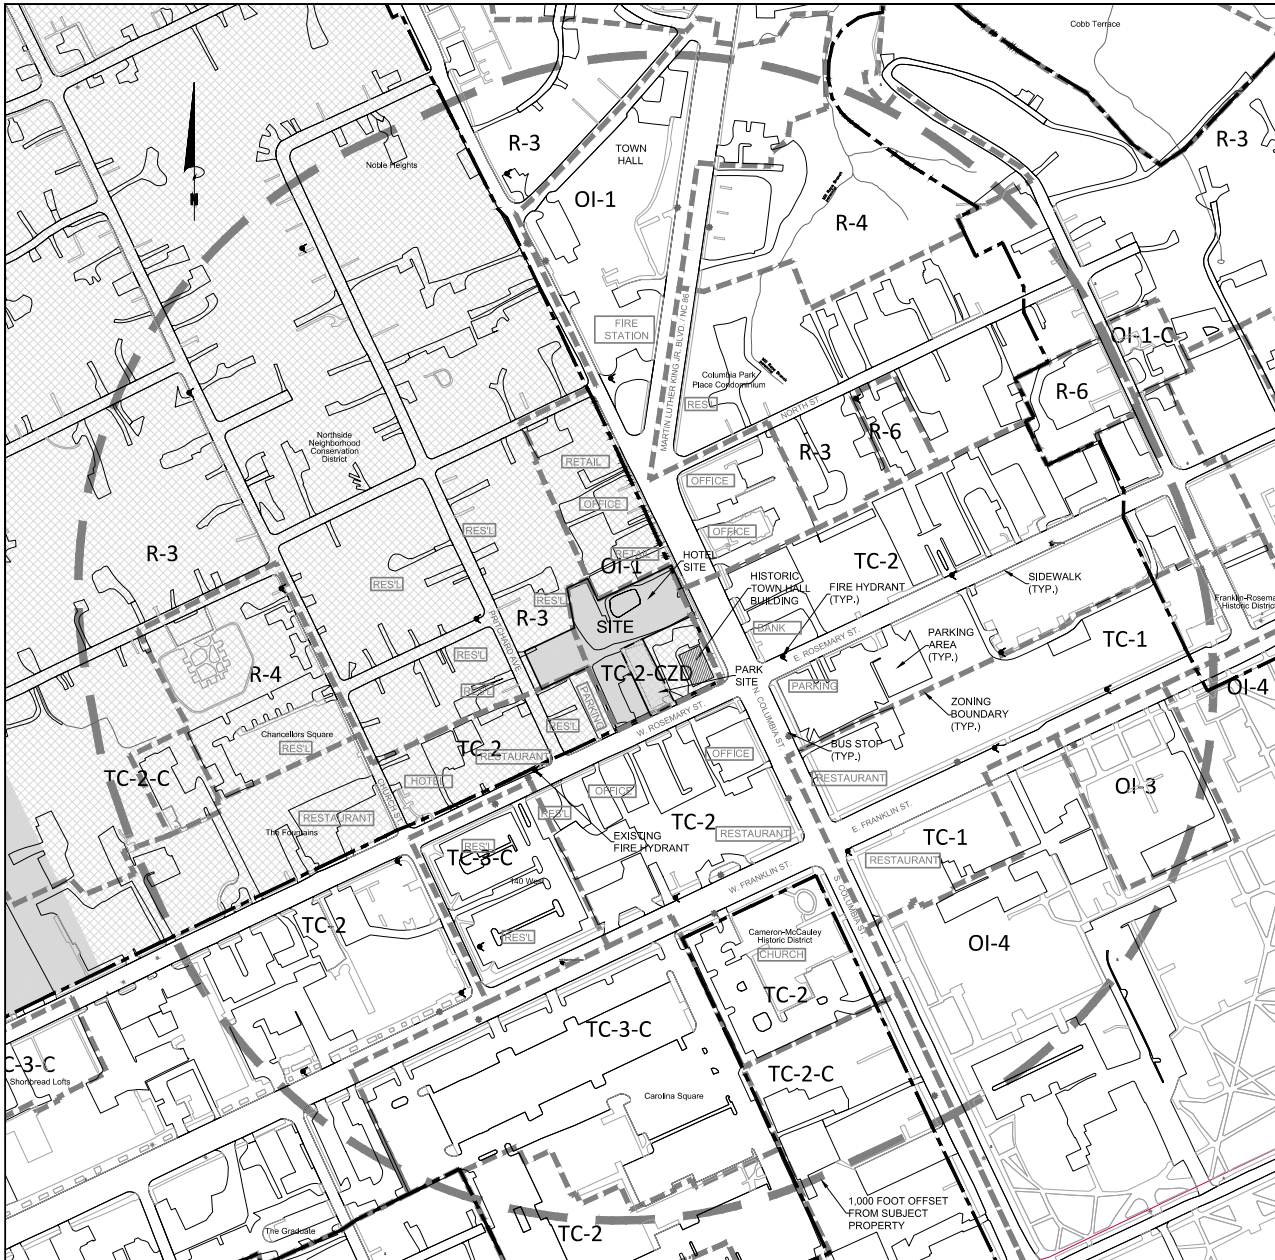 Cobb Terrace
R-3
TOWN
HALL
R-3
Noble Heights
N
OI-1
R-4
FIRE
STATION
MARTIN LUTHER KING JR. BLVD. / NC 86
OI-1-C
Columbia Park
Place Condominium
RES'L
R-6
NORTH ST.
R-3
R-6
Northside
Neighborhood
Conservation
District
RETAIL
OFFICE
OFFICE
RES'L
OFFICE
R-3
RETAIL
OI-1
HOTEL
SITE
TC-2
HISTORIC
TOWN HALL
BUILDING
FIRE HYDRANT
(TYP.)
SIDEWALK
(TYP.)
RES'L
RES'L
R-3
SITE
BANK
Franklin-Rosemary
Historic District
PRITCHARD AVE.
E. ROSEMARY ST.
PARKING
AREA
(TYP.)
TC-1
RES'L
R-4
TC-2-CZD
PARK
SITE
PARKING
OI-4
RES'L
PARKING
N. COLUMBIA ST.
ZONING
BOUNDARY
(TYP.)
RES'L
W. ROSEMARY ST.
Chancellors Square
RES'L
TC-2
RESTAURANT
OFFICE
BUS STOP
(TYP.)
TC-2-C
HOTEL
RESTAURANT
OI-3
CHURCH ST.
OFFICE
RESTAURANT
RES'L
TC-2
E. FRANKLIN ST.
The Fountains
EXISTING
FIRE HYDRANT
RESTAURANT
TC-1
RES'L
TC-3-C
RESTAURANT
140 West
W. FRANKLIN ST.
S. COLUMBIA ST.
TC-2
RES'L
Cameron-McCauley
Historic District
CHURCH
OI-4
TC-2
TC-3-C
C-3-C
Shortbread Lofts
TC-2-C
Carolina Square
1,000 FOOT OFFSET
FROM SUBJECT
PROPERTY
The Graduate
TC-2